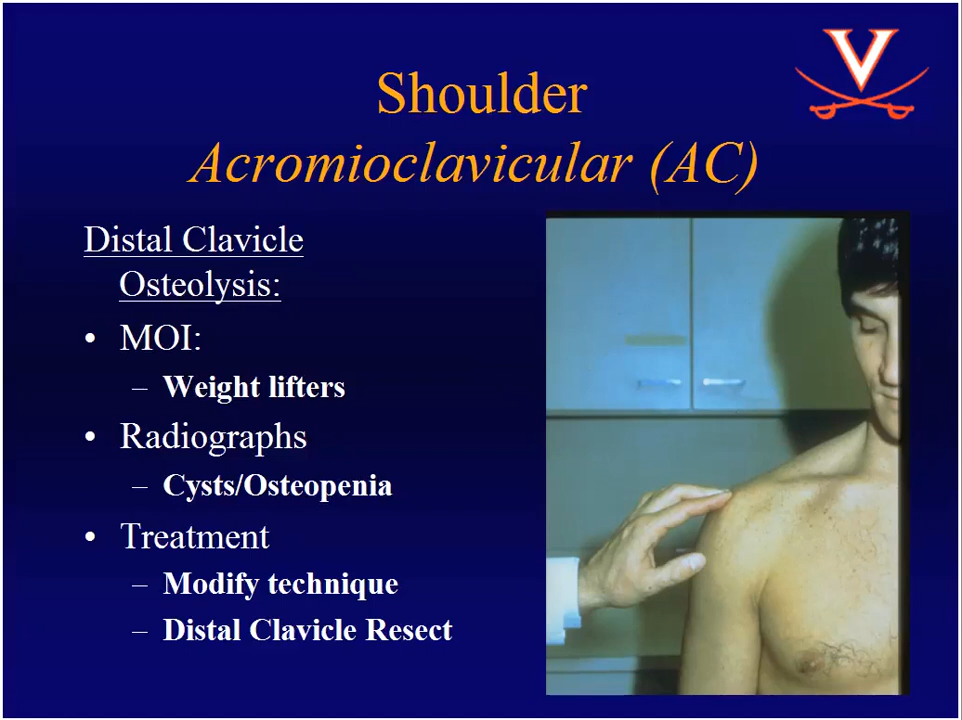 Shoulder
Acromioclavicular (AC)
Distal Clavicle
Osteolysis:
• MOI:
– Weight lifters
• Radiographs
– Cysts/Osteopenia
• Treatment
– Modify technique
– Distal Clavicle Resect
V